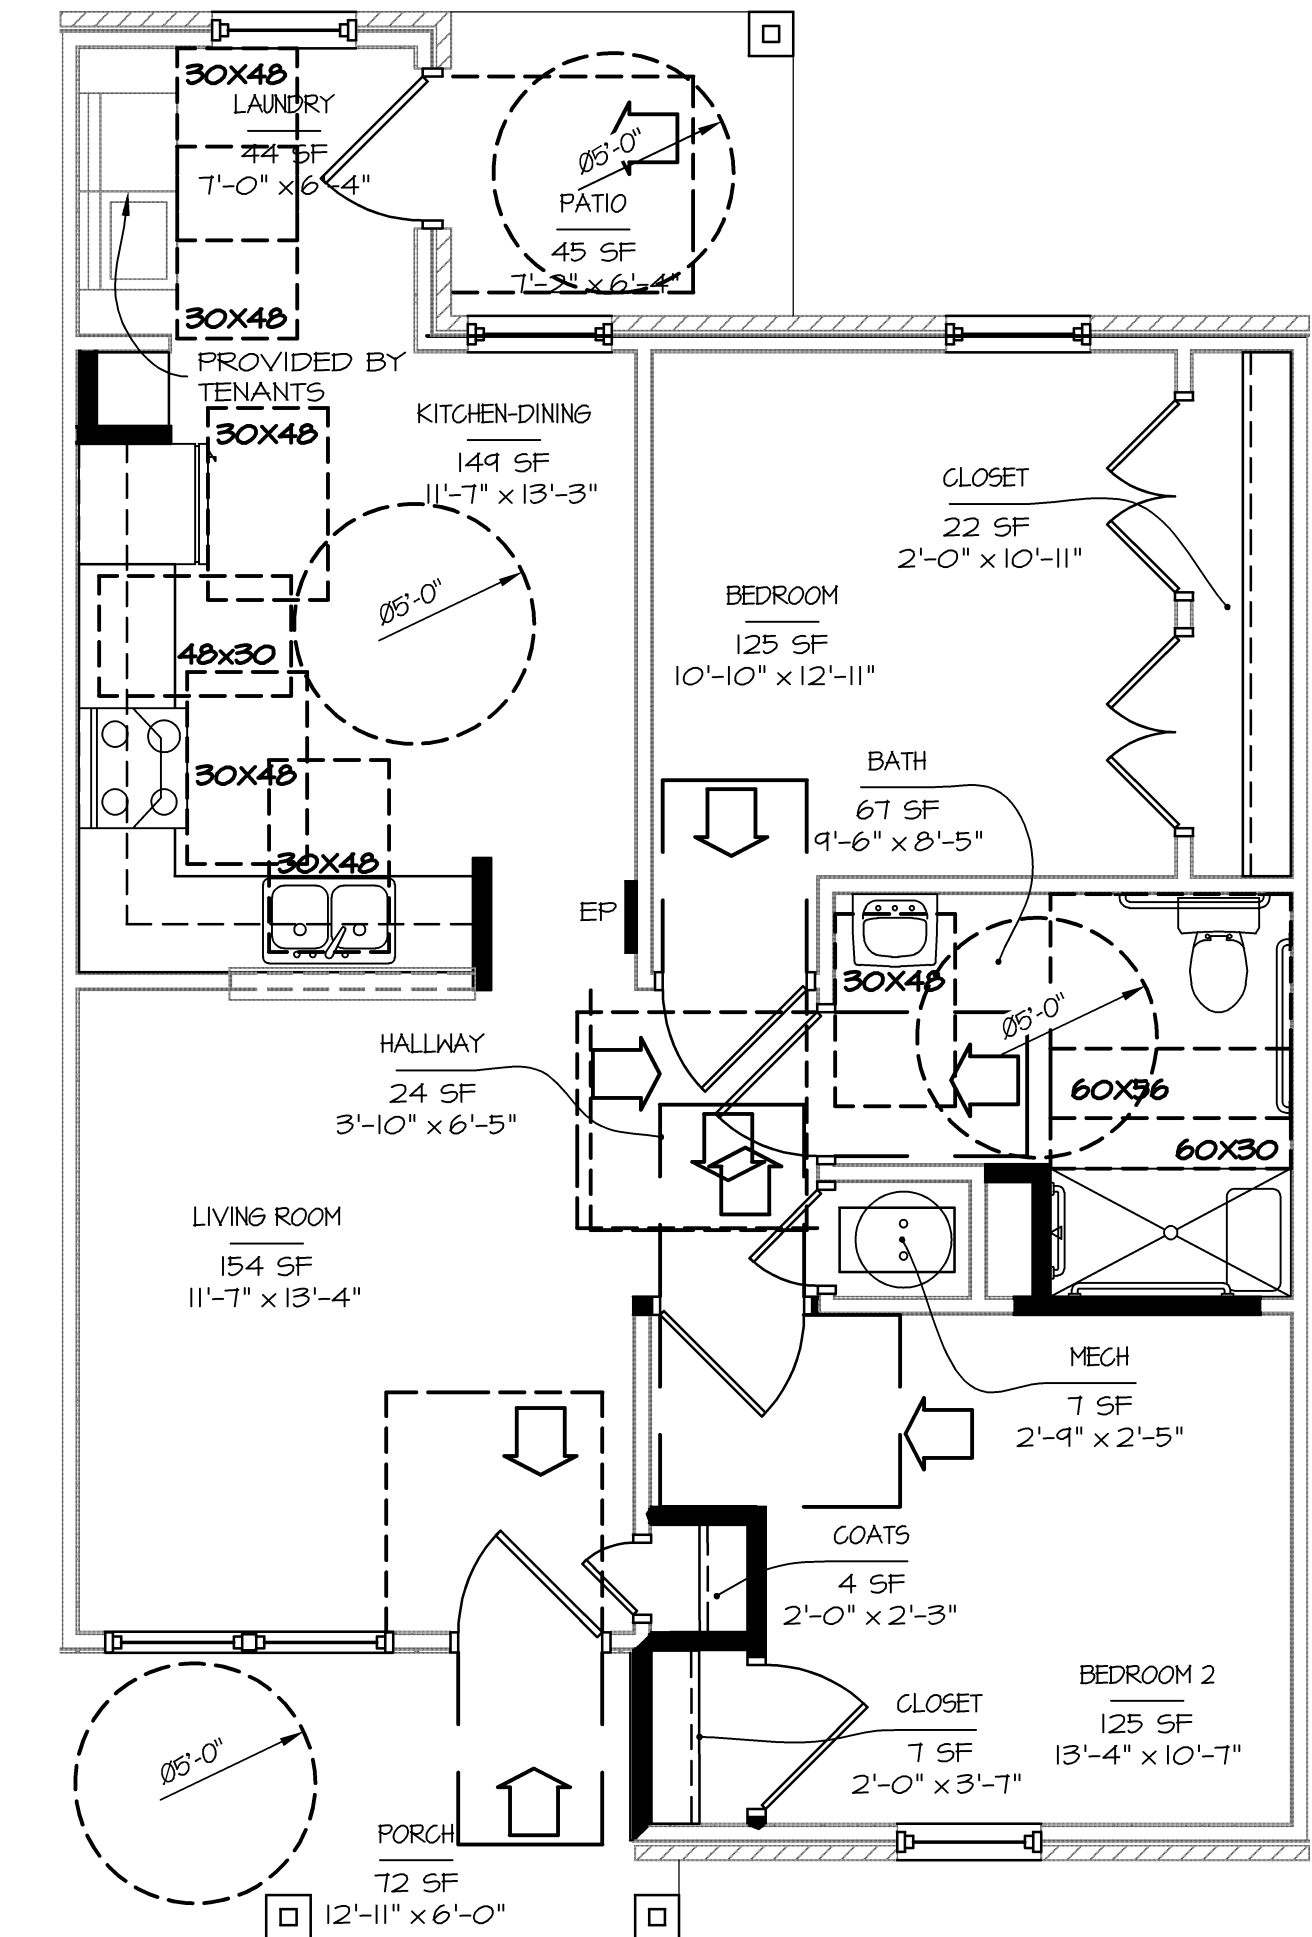 30X48
LAUNDRY
44 SF
7'-0" x 6'-4"
30X48
Ø5'-0"
PATIO
45 SF
7'-2" x 6'-4"
PROVIDED BY
TENANTS
30X48
KITCHEN-DINING
149 SF
11'-7" x 13'-3"
CLOSET
22 SF
2'-0" x 10'-11"
Ø5'-0"
48x30
BEDROOM
125 SF
10'-10" x 12'-11"
30X48
BATH
67 SF
9'-6" x 8'-5"
30X48
EP
30X48
Ø5'-0"
HALLWAY
24 SF
3'-10" x 6'-5"
60X56
60X30
LIVING ROOM
154 SF
11'-7" x 13'-4"
MECH
7 SF
2'-9" x 2'-5"
COATS
4 SF
2'-0" x 2'-3"
BEDROOM 2
125 SF
13'-4" x 10'-7"
CLOSET
7 SF
2'-0" x 3'-7"
Ø5'-0"
PORCH
72 SF
12'-11" x 6'-0"